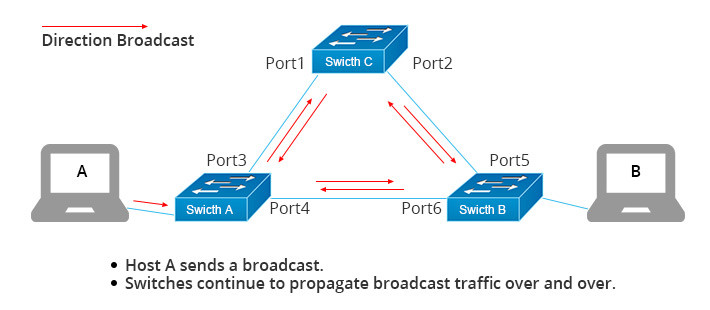 Direction Broadcast
Port1
Swicth C
Port2
A
Port3
Port5
B
Swicth A
Port4
Port6
Swicth B
Host A sends a broadcast.
Switches continue to propagate broadcast traffic over and over.